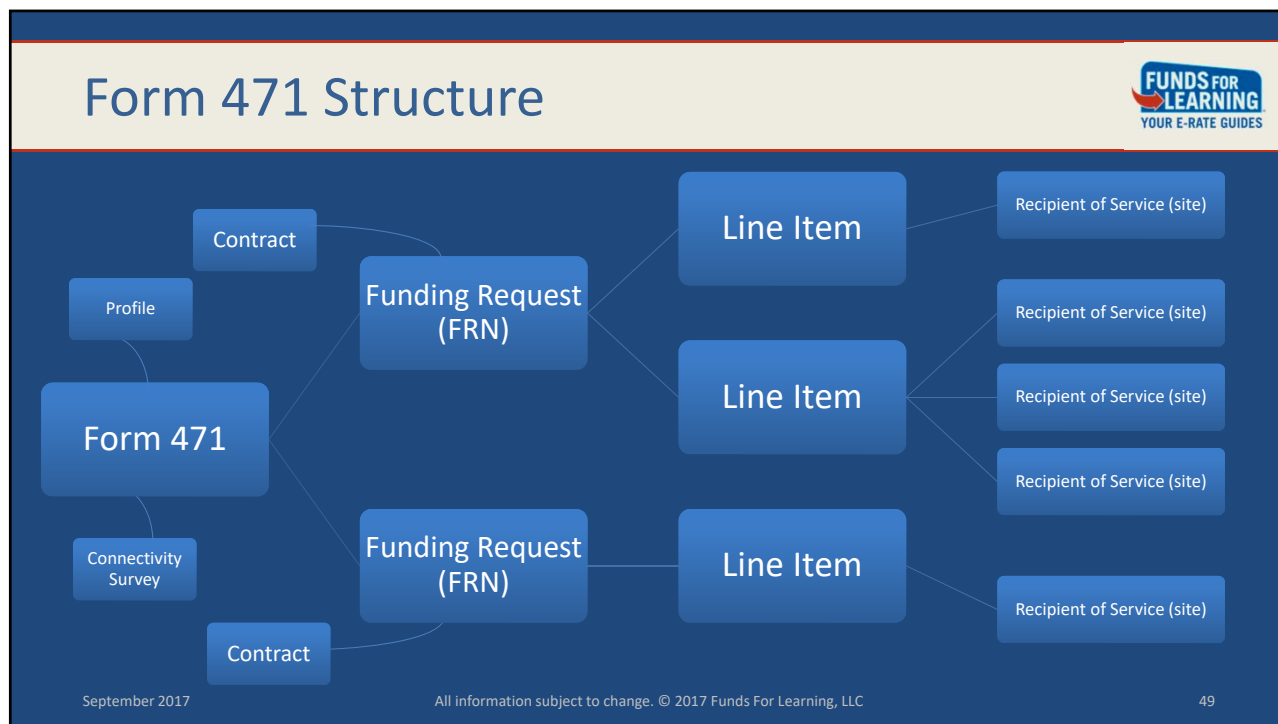 Form 471 Structure
FUNDS FOR
LEARNING
YOUR E-RATE GUIDES
Contract
Profile
Form 471
Connectivity
Survey
Funding Request
(FRN)
Funding Request
(FRN)
Contract
Line Item
Line Item
Line Item
Recipient of Service (site)
Recipient of Service (site)
Recipient of Service (site)
Recipient of Service (site)
Recipient of Service (site)
September 2017
All information subject to change. © 2017 Funds For Learning, LLC
49